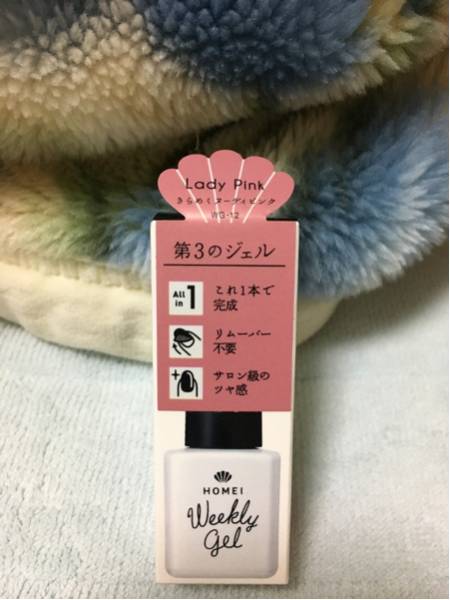 Lady Pink
きらめくヌーディピンク
WG-12
第3のジェル
All in 1
これ1本で
完成
リムーバー
不要
サロン級の
ツヤ感
HOMEI
Weekly
Gel